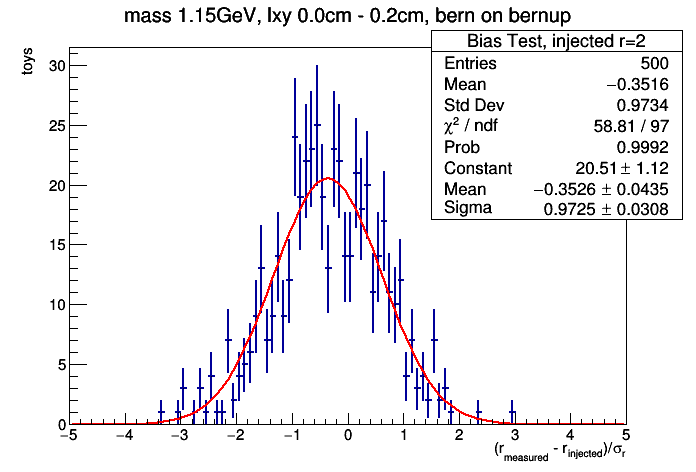 mass 1.15GeV, lxy 0.0cm - 0.2cm, bern on bernup
Bias Test, injected r=2
Entries 500
Mean −0.3516
Std Dev 0.9734
χ² / ndf 58.81 / 97
Prob 0.9992
Constant 20.51 ± 1.12
Mean −0.3526 ± 0.0435
Sigma 0.9725 ± 0.0308
toys
30
25
20
15
10
5
0
−5 −4 −3 −2 −1 0 1 2 3 4 5
(r_measured - r_injected)/σ_r